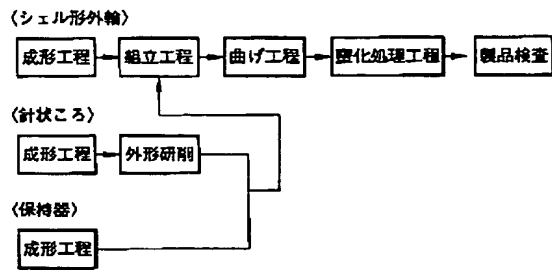 〈シェル形外輪〉
成形工程 組立工程 曲げ工程 窒化処理工程 製品検査
〈針状ころ〉
成形工程 外形研削
〈保持器〉
成形工程